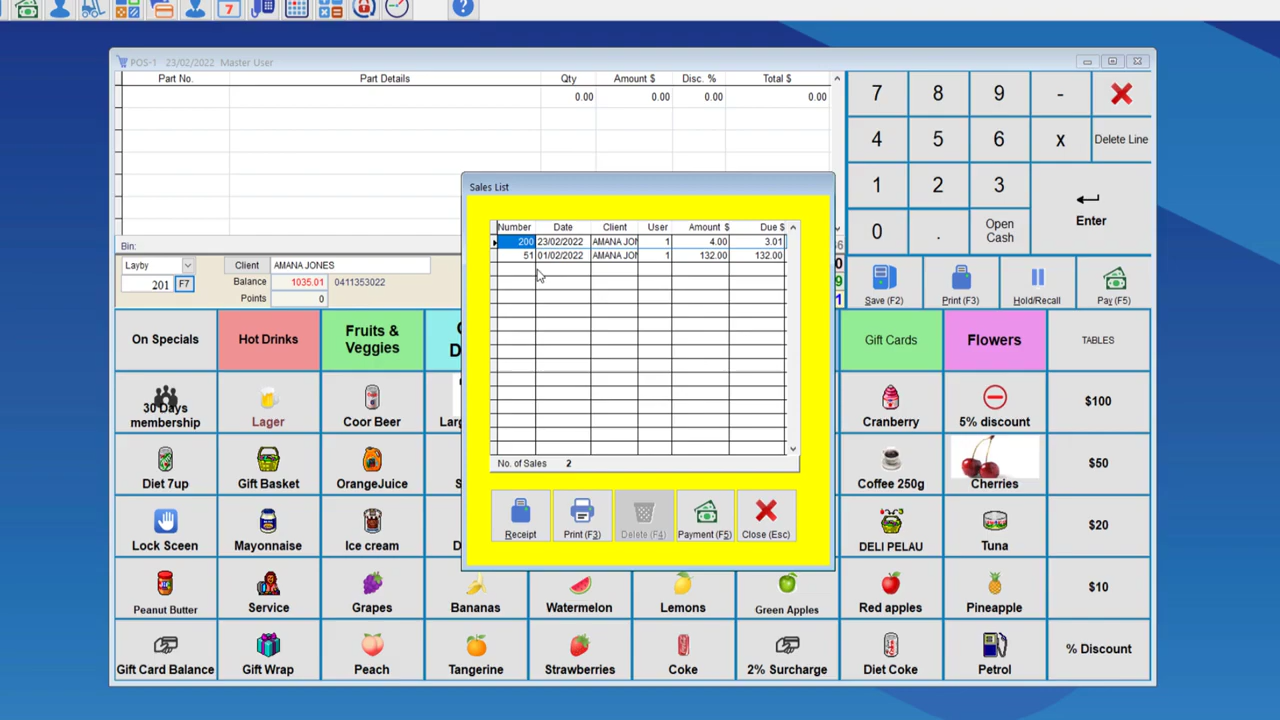 7
?
POS-1 23/02/2022 Master User
Part No. Part Details Qty Amount $ Disc. % Total $
0.00 0.00 0.00 0.00
7 8 9 -
4 5 6 x Delete Line
1 2 3
Enter
0 . Open
Cash
Bin:
Layby Client AMANA JONES
201 F7 Balance 1035.01 0411353022
Points 0
Save (F2) Print (F3) Hold/Recall Pay (F5)
Sales List
Number Date Client User Amount $ Due $
200 23/02/2022 AMANA JON 1 4.00 3.01
51 01/02/2022 AMANA JON 1 132.00 132.00
No. of Sales 2
Receipt Print (F3) Delete (F4) Payment (F5) Close (Esc)
On Specials Hot Drinks Fruits &
Veggies
Gift Cards Flowers TABLES
30 Days
membership Lager Coor Beer Cranberry 5% discount $100
Diet 7up Gift Basket OrangeJuice Coffee 250g Cherries $50
Lock Sceen Mayonnaise Ice cream DELI PELAU Tuna $20
Peanut Butter Service Grapes Bananas Watermelon Lemons Green Apples Red apples Pineapple $10
Gift Card Balance Gift Wrap Peach Tangerine Strawberries Coke 2% Surcharge Diet Coke Petrol % Discount